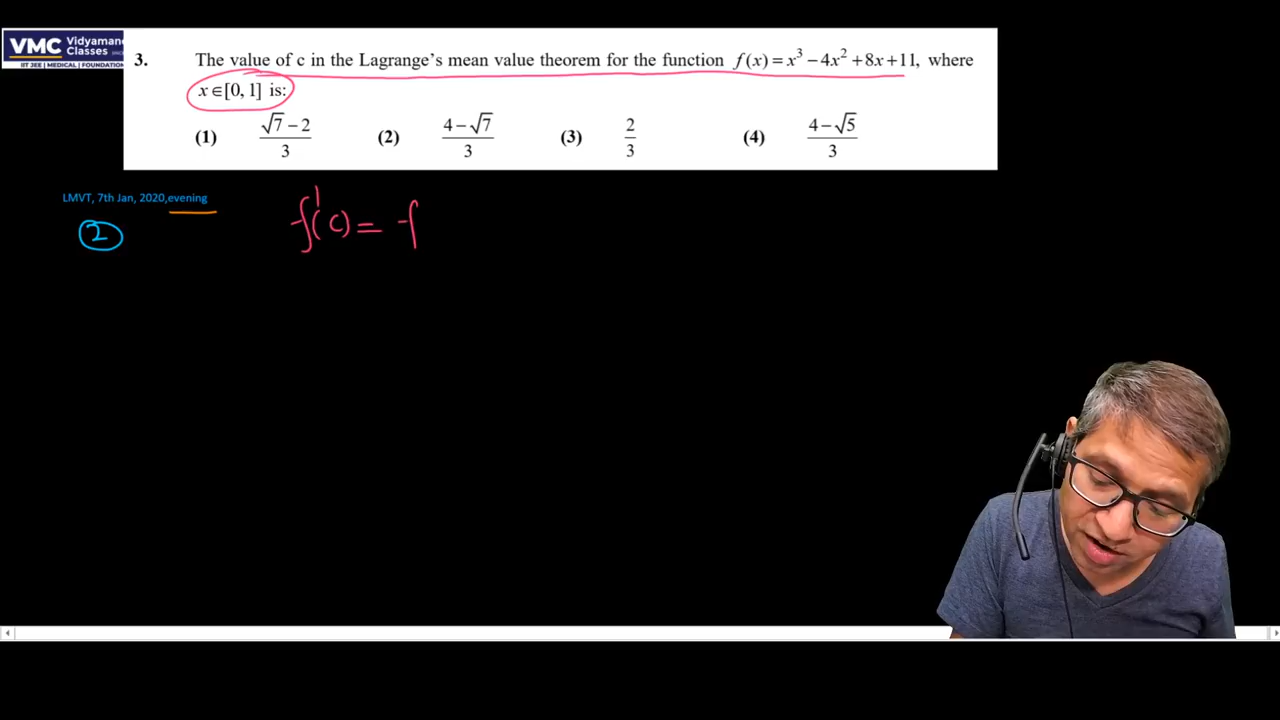 VMC Vidyamand
Classes
IIT JEE | MEDICAL | FOUNDATION
3. The value of c in the Lagrange's mean value theorem for the function f(x) = x³ − 4x² + 8x + 11, where
x ∈ [0, 1] is:
(1) (√7 − 2)/3 (2) (4 − √7)/3 (3) 2/3 (4) (4 − √5)/3
LMVT, 7th Jan, 2020,evening
2
f'(c) = f